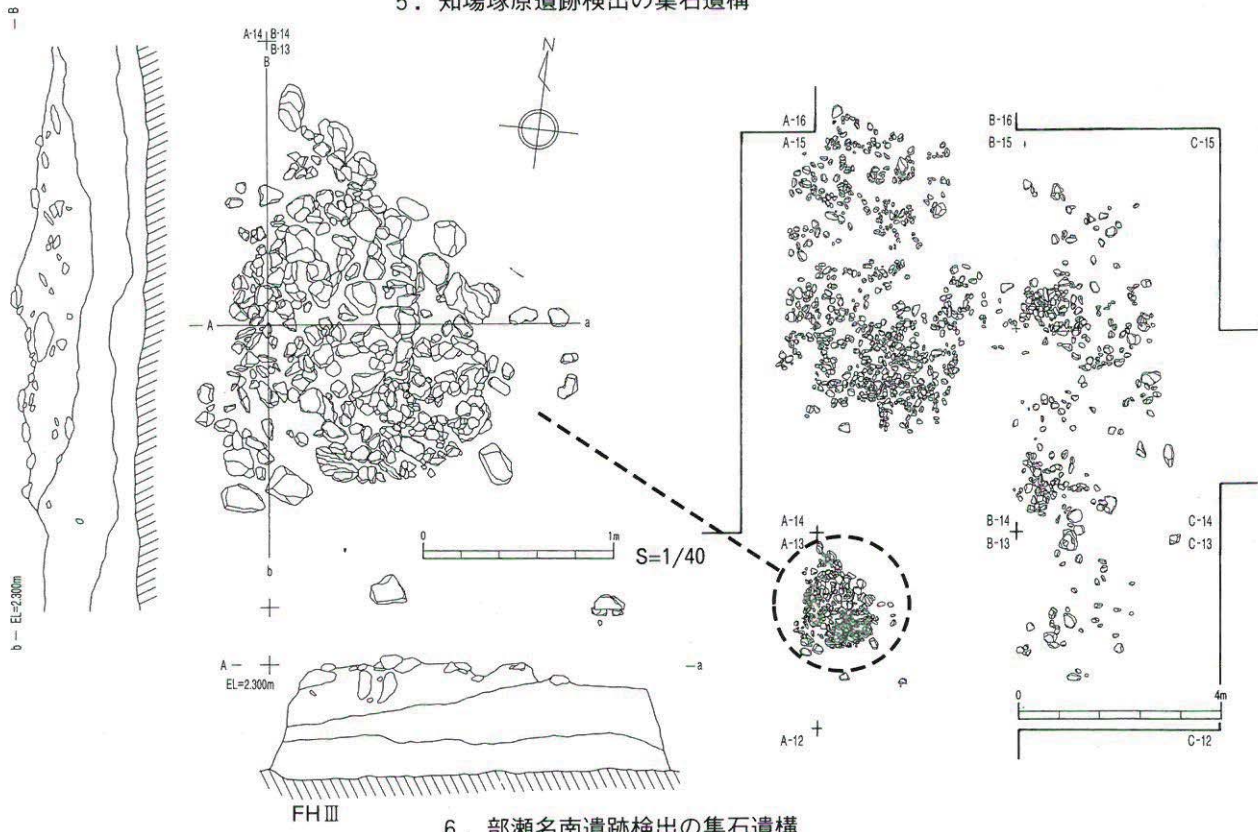 5．知場塚原遺跡検出の集石遺構
— B
A-14 B-14
B-13
B
N
A-16
A-15
B-16
B-15
C-15
— A
— a
b
0 1m
S=1/40
A-14
A-13
B-14
B-13
C-14
C-13
b — EL=2.300m
A —
— a
EL=2.300m
0 4m
A-12
C-12
FHⅢ
6．部瀬名南遺跡検出の集石遺構